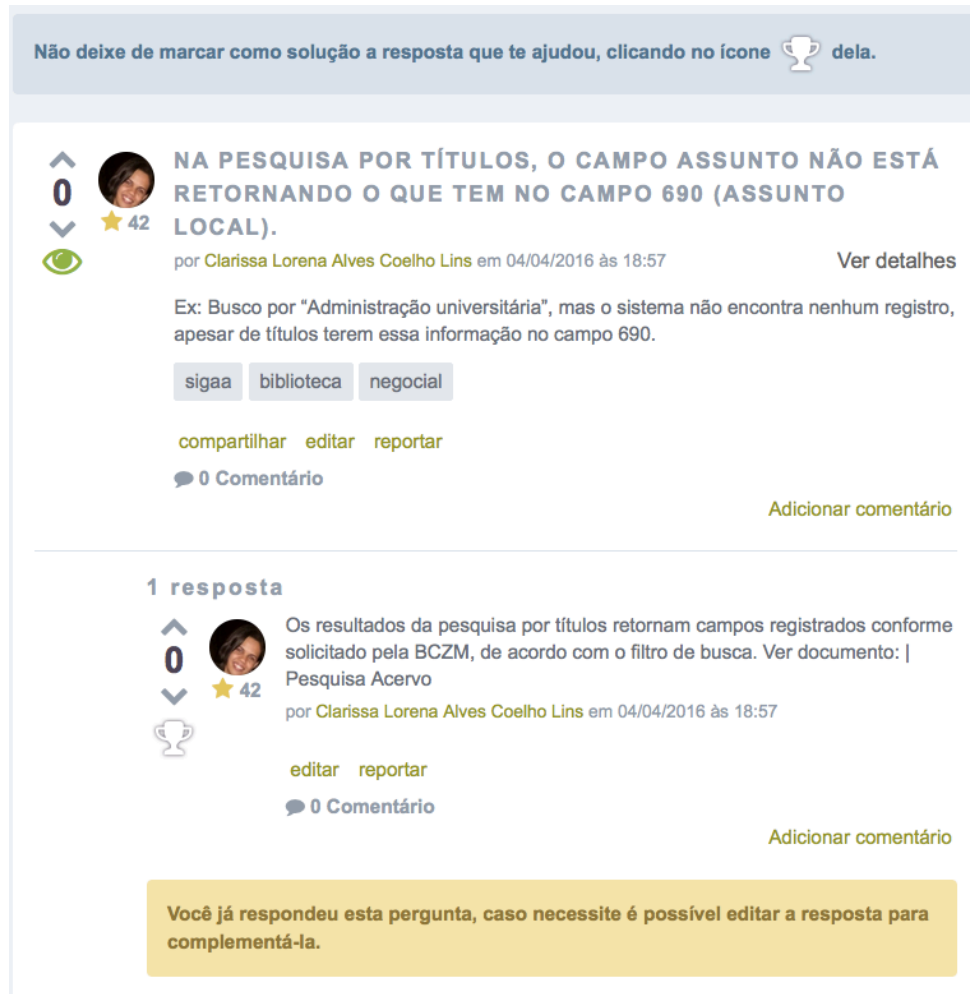 Não deixe de marcar como solução a resposta que te ajudou, clicando no ícone dela.
NA PESQUISA POR TÍTULOS, O CAMPO ASSUNTO NÃO ESTÁ
RETORNANDO O QUE TEM NO CAMPO 690 (ASSUNTO
LOCAL).
0
42
por Clarissa Lorena Alves Coelho Lins em 04/04/2016 às 18:57
Ver detalhes
Ex: Busco por “Administração universitária”, mas o sistema não encontra nenhum registro,
apesar de títulos terem essa informação no campo 690.
sigaa biblioteca negocial
compartilhar editar reportar
0 Comentário
Adicionar comentário
1 resposta
0
42
Os resultados da pesquisa por títulos retornam campos registrados conforme
solicitado pela BCZM, de acordo com o filtro de busca. Ver documento: |
Pesquisa Acervo
por Clarissa Lorena Alves Coelho Lins em 04/04/2016 às 18:57
editar reportar
0 Comentário
Adicionar comentário
Você já respondeu esta pergunta, caso necessite é possível editar a resposta para
complementá-la.